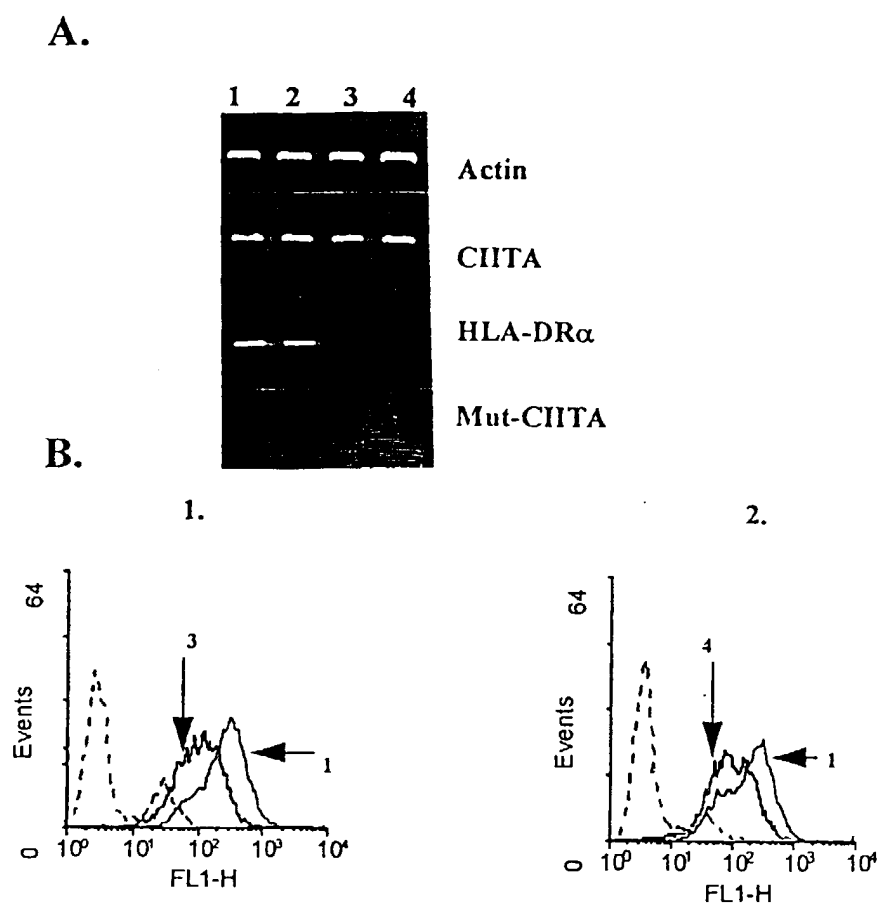 A.
1 2 3 4
Actin
CIITA
HLA-DRα
Mut-CIITA
B.
1.
64
Events
0
3
1
10⁰ 10¹ 10² 10³ 10⁴
FL1-H
2.
64
Events
0
4
1
10⁰ 10¹ 10² 10³ 10⁴
FL1-H